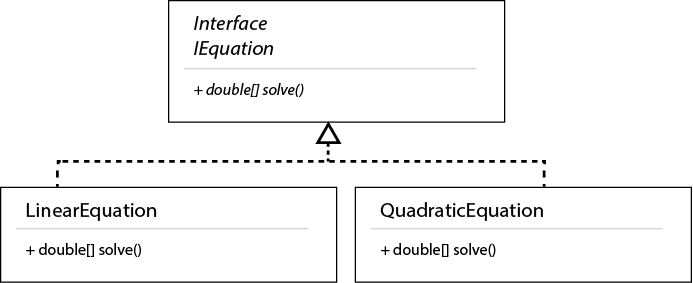 Interface
IEquation
+ double[] solve()
LinearEquation
+ double[] solve()
QuadraticEquation
+ double[] solve()